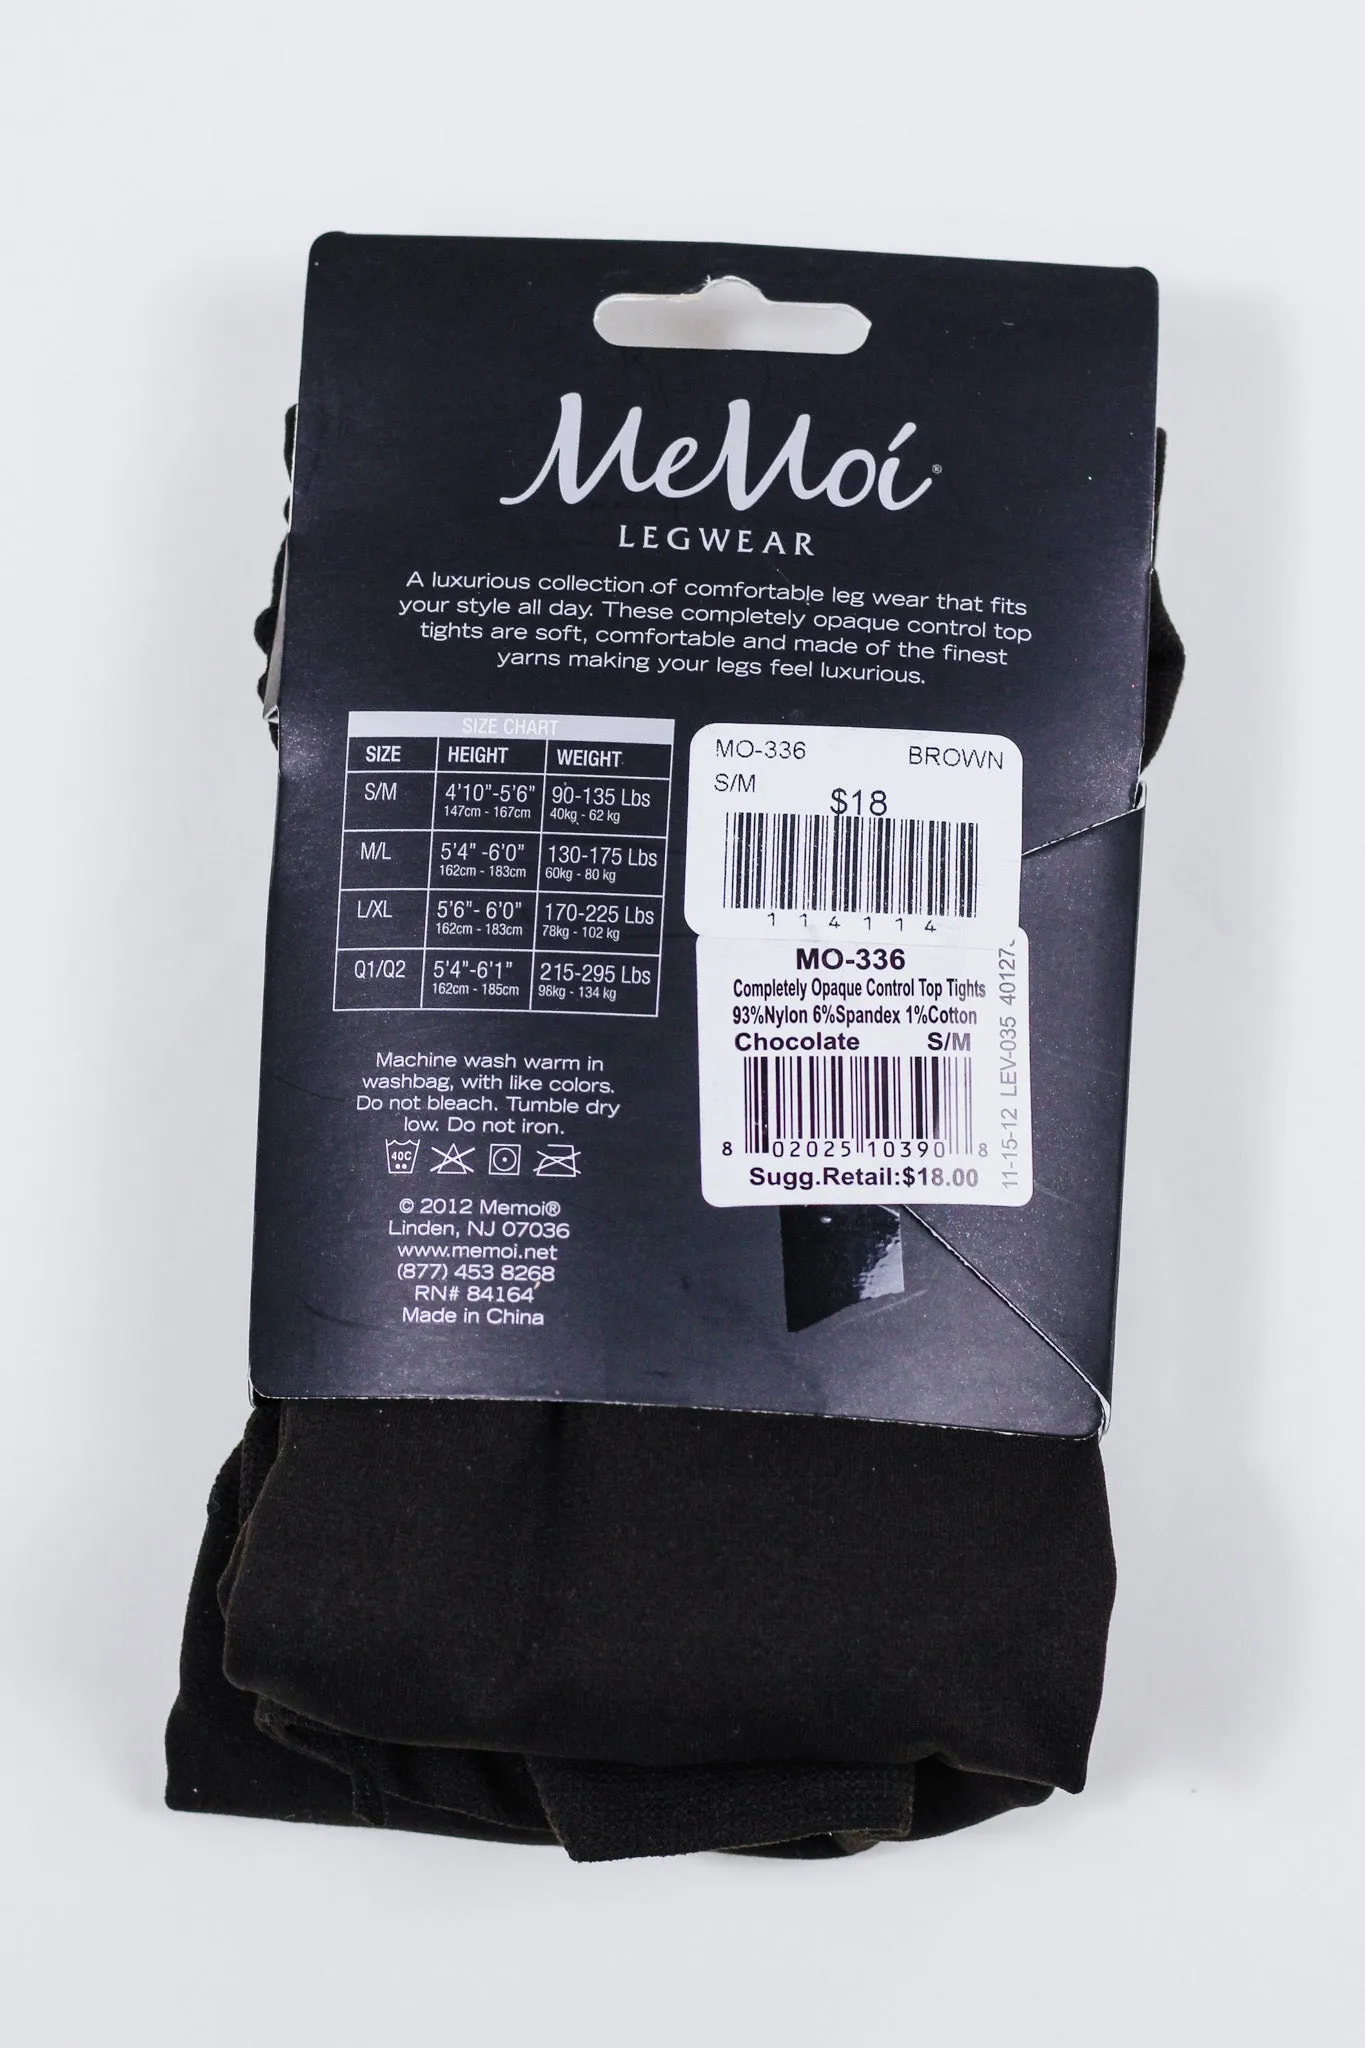 MeMoí®
LEGWEAR
A luxurious collection of comfortable leg wear that fits
your style all day. These completely opaque control top
tights are soft, comfortable and made of the finest
yarns making your legs feel luxurious.
SIZE CHART
SIZE HEIGHT WEIGHT
S/M 4'10"-5'6" 90-135 Lbs
147cm - 167cm 40kg - 62 kg
M/L 5'4" -6'0" 130-175 Lbs
162cm - 183cm 60kg - 80 kg
L/XL 5'6"- 6'0" 170-225 Lbs
162cm - 183cm 78kg - 102 kg
Q1/Q2 5'4"-6'1" 215-295 Lbs
162cm - 185cm 98kg - 134 kg
Machine wash warm in
washbag, with like colors.
Do not bleach. Tumble dry
low. Do not iron.
40C
© 2012 Memoi®
Linden, NJ 07036
www.memoi.net
(877) 453 8268
RN# 84164
Made in China
MO-336 BROWN
S/M
$18
114114
MO-336
Completely Opaque Control Top Tights
93%Nylon 6%Spandex 1%Cotton
Chocolate S/M
8 02025 10390 8
Sugg.Retail:$18.00
11-15-12 LEV-035